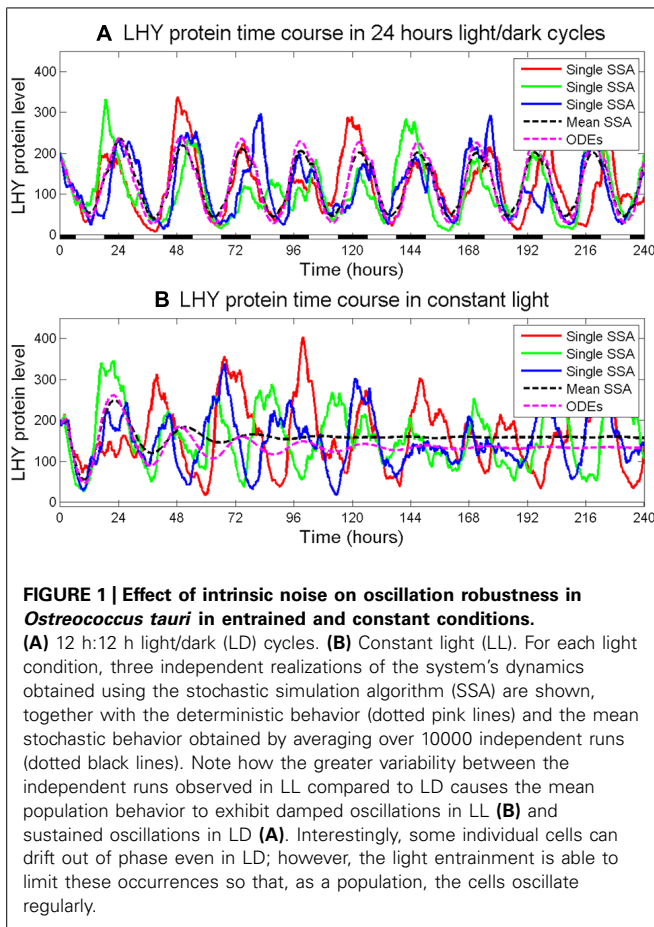 A LHY protein time course in 24 hours light/dark cycles
LHY protein level
400
300
200
100
0
Single SSA
Single SSA
Single SSA
Mean SSA
ODEs
0 24 48 72 96 120 144 168 192 216 240
Time (hours)
B LHY protein time course in constant light
LHY protein level
400
300
200
100
0
Single SSA
Single SSA
Single SSA
Mean SSA
ODEs
0 24 48 72 96 120 144 168 192 216 240
Time (hours)
FIGURE 1 | Effect of intrinsic noise on oscillation robustness in
Ostreococcus tauri in entrained and constant conditions.
(A) 12 h:12 h light/dark (LD) cycles. (B) Constant light (LL). For each light
condition, three independent realizations of the system's dynamics
obtained using the stochastic simulation algorithm (SSA) are shown,
together with the deterministic behavior (dotted pink lines) and the mean
stochastic behavior obtained by averaging over 10000 independent runs
(dotted black lines). Note how the greater variability between the
independent runs observed in LL compared to LD causes the mean
population behavior to exhibit damped oscillations in LL (B) and
sustained oscillations in LD (A). Interestingly, some individual cells can
drift out of phase even in LD; however, the light entrainment is able to
limit these occurrences so that, as a population, the cells oscillate
regularly.